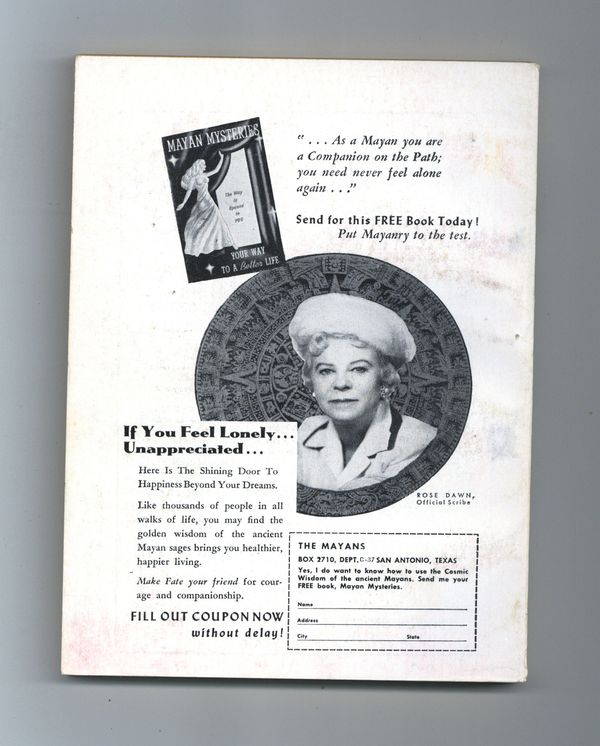 MAYAN MYSTERIES
The Way
is
Opened
to
YOU
YOUR WAY
TO A Better LIFE
“ . . . As a Mayan you are
a Companion on the Path;
you need never feel alone
again . . .”
Send for this FREE Book Today!
Put Mayanry to the test.
ROSE DAWN,
Official Scribe
If You Feel Lonely...
Unappreciated...
Here Is The Shining Door To
Happiness Beyond Your Dreams.
Like thousands of people in all
walks of life, you may find the
golden wisdom of the ancient
Mayan sages brings you healthier,
happier living.
Make Fate your friend for cour-
age and companionship.
FILL OUT COUPON NOW
without delay!
THE MAYANS
BOX 2710, DEPT. C-37 SAN ANTONIO, TEXAS
Yes, I do want to know how to use the Cosmic
Wisdom of the ancient Mayans. Send me your
FREE book, Mayan Mysteries.
Name
Address
City State